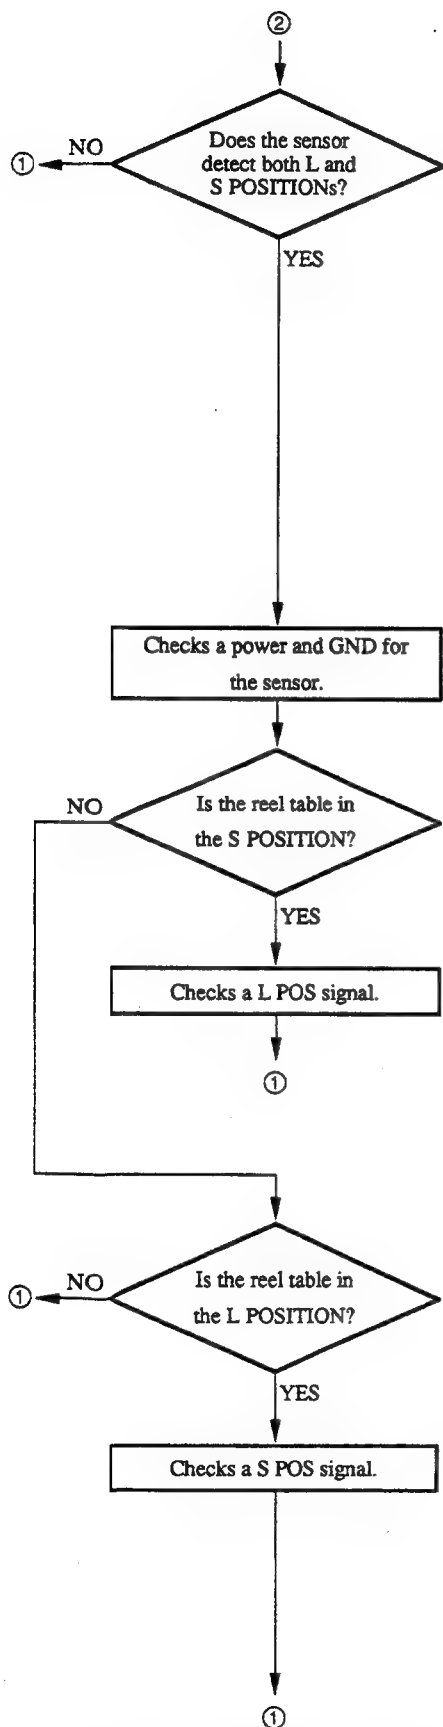 ②
Does the sensor
detect both L and
S POSITIONs?
NO
①
YES
Checks a power and GND for
the sensor.
Is the reel table in
the S POSITION?
NO
YES
Checks a L POS signal.
①
Is the reel table in
the L POSITION?
NO
①
YES
Checks a S POS signal.
①